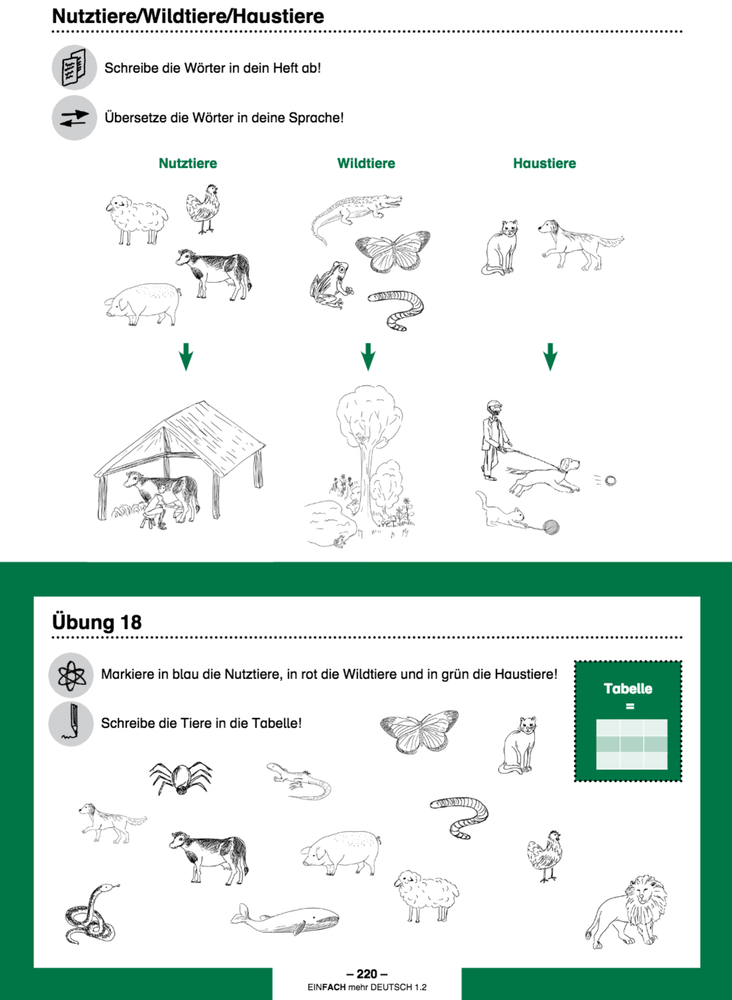 Nutztiere/Wildtiere/Haustiere
Schreibe die Wörter in dein Heft ab!
Übersetze die Wörter in deine Sprache!
Nutztiere
Wildtiere
Haustiere
Übung 18
Markiere in blau die Nutztiere, in rot die Wildtiere und in grün die Haustiere!
Schreibe die Tiere in die Tabelle!
Tabelle
=
– 220 –
EINFACH mehr DEUTSCH 1.2